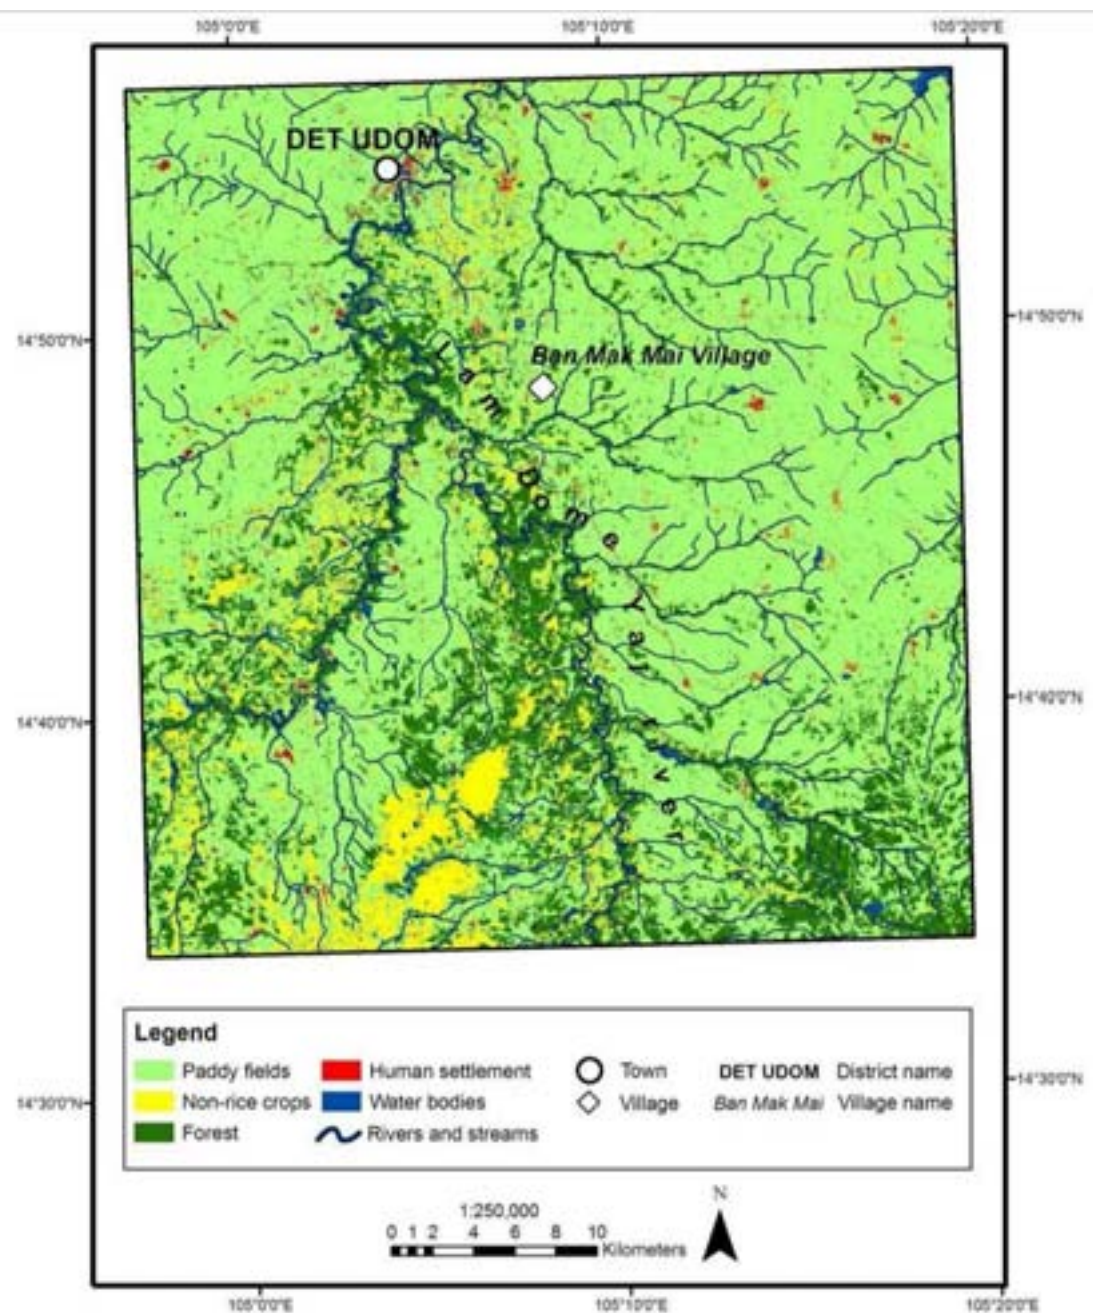 105°0'0"E 105°10'0"E 105°20'0"E
DET UDOM
14°50'0"N 14°50'0"N
Ban Mak Mai Village
Lam Dome Yai river
14°40'0"N 14°40'0"N
Legend
Paddy fields Human settlement Town DET UDOM District name
Non-rice crops Water bodies Village Ban Mak Mai Village name
Forest Rivers and streams
14°30'0"N 14°30'0"N
1:250,000
N
0 1 2 4 6 8 10
Kilometers
105°0'0"E 105°10'0"E 105°20'0"E